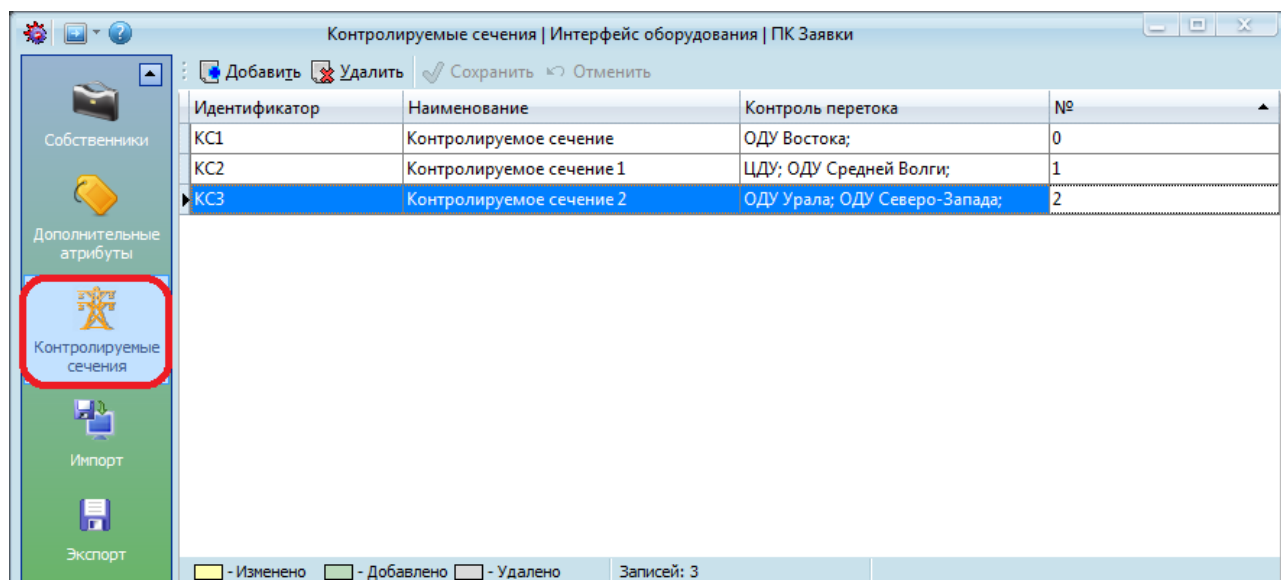 Контролируемые сечения | Интерфейс оборудования | ПК Заявки
Добавить Удалить Сохранить Отменить
Собственники
Дополнительные
атрибуты
Контролируемые
сечения
Импорт
Экспорт
Идентификатор Наименование Контроль перетока №
КС1 Контролируемое сечение ОДУ Востока; 0
КС2 Контролируемое сечение 1 ЦДУ; ОДУ Средней Волги; 1
КС3 Контролируемое сечение 2 ОДУ Урала; ОДУ Северо-Запада; 2
- Изменено - Добавлено - Удалено Записей: 3